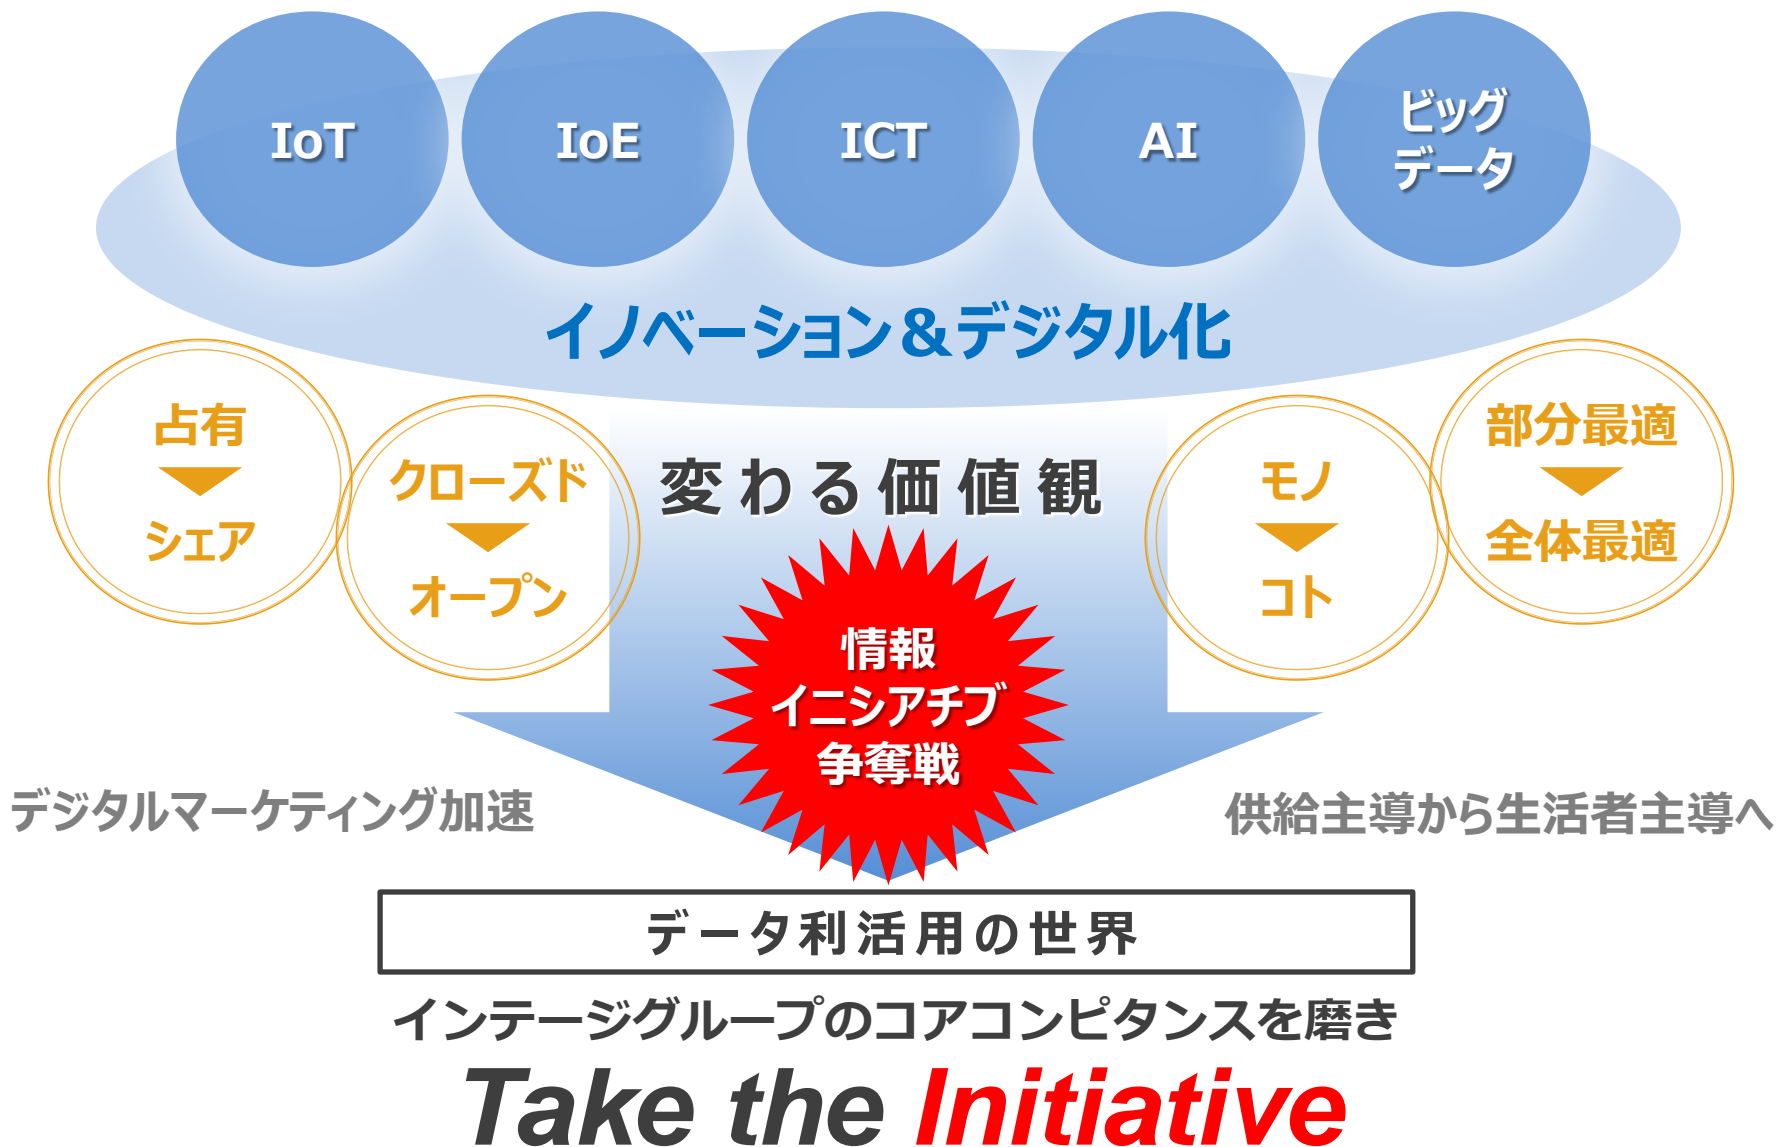 IoT
IoE
ICT
AI
ビッグ
データ
イノベーション＆デジタル化
占有
シェア
クローズド
オープン
変わる価値観
モノ
コト
部分最適
全体最適
情報
イニシアチブ
争奪戦
デジタルマーケティング加速
供給主導から生活者主導へ
データ利活用の世界
インテージグループのコアコンピタンスを磨き
Take the Initiative